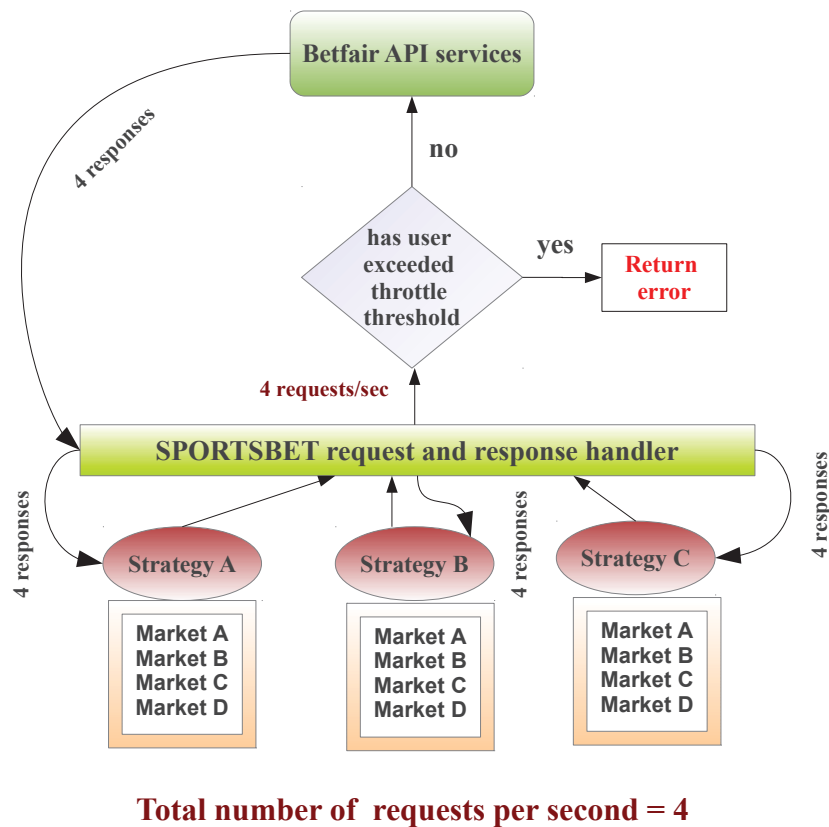 Betfair API services
4 responses
no
has user
exceeded
throttle
threshold
yes
Return
error
4 requests/sec
SPORTSBET request and response handler
4 responses
Strategy A
Strategy B
4 responses
Strategy C
4 responses
Market A
Market B
Market C
Market D
Market A
Market B
Market C
Market D
Market A
Market B
Market C
Market D
Total number of requests per second = 4